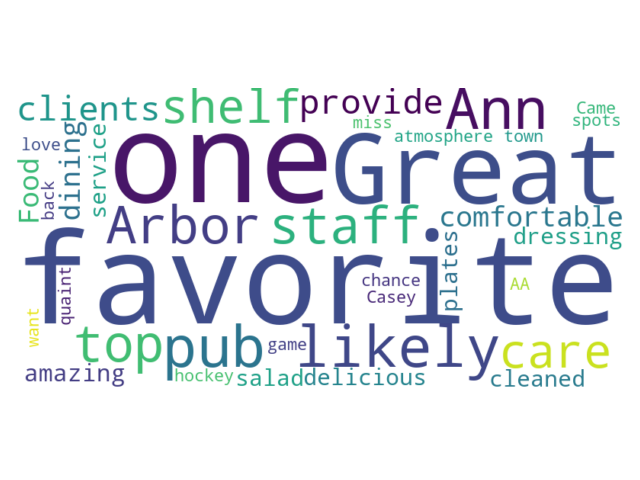 clients
shelf
provide
Ann
Came
spots
miss
atmosphere
town
love
Food
back
dining
service
one
Great
Arbor
staff
comfortable
dressing
favorite
plates
chance
Casey
AA
want
quaint
top
pub
game
likely
care
amazing
hockey
salad
delicious
cleaned